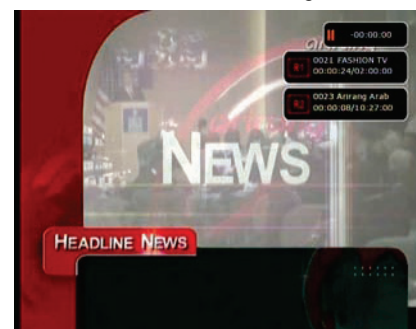 -00:00:00
R1 0021 FASHION TV
00:00:24/02:00:00
R2 0023 Arirang Arab
00:00:08/10:27:00
NEWS
HEADLINE NEWS